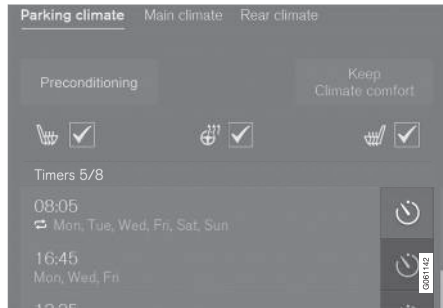 Parking climate Main climate Rear climate
Preconditioning
Keep
Climate comfort
Timers 5/8
08:05
Mon, Tue, Wed, Fri, Sat, Sun
16:45
Mon, Wed, Fri
G061142